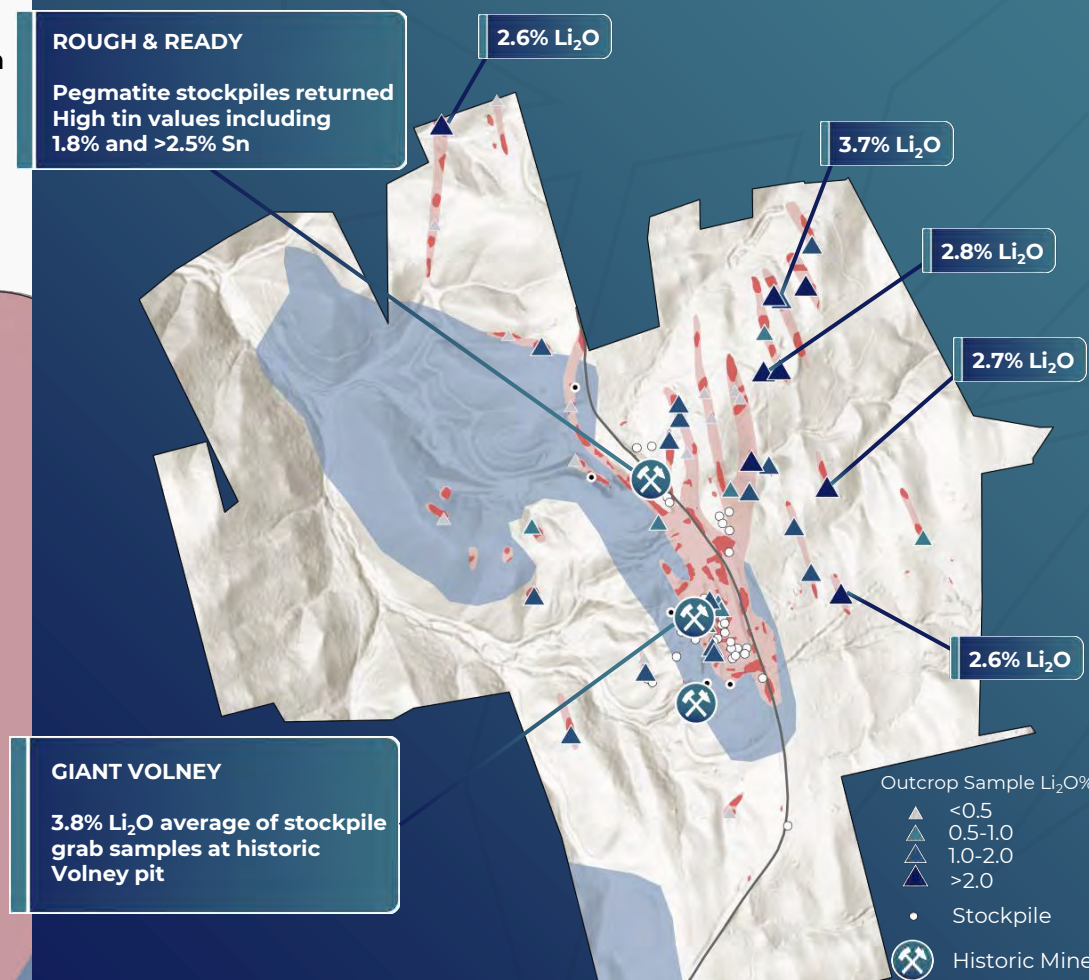 ROUGH & READY
Pegmatite stockpiles returned
High tin values including
1.8% and >2.5% Sn
2.6% Li₂O
3.7% Li₂O
2.8% Li₂O
2.7% Li₂O
2.6% Li₂O
GIANT VOLNEY
3.8% Li₂O average of stockpile
grab samples at historic
Volney pit
Outcrop Sample Li₂O%
<0.5
0.5-1.0
1.0-2.0
>2.0
Stockpile
Historic Mine